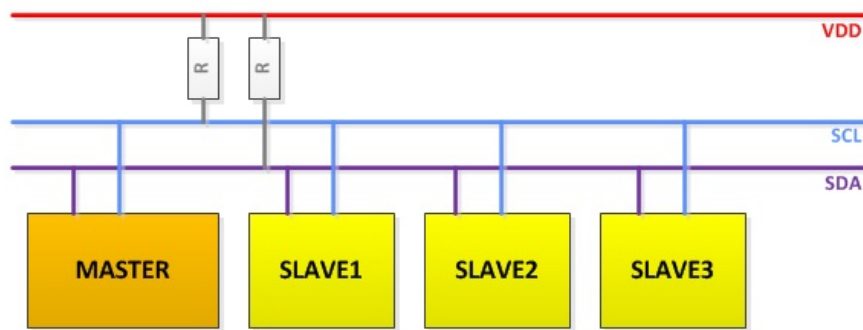 VDD
R R
SCL
SDA
MASTER SLAVE1 SLAVE2 SLAVE3